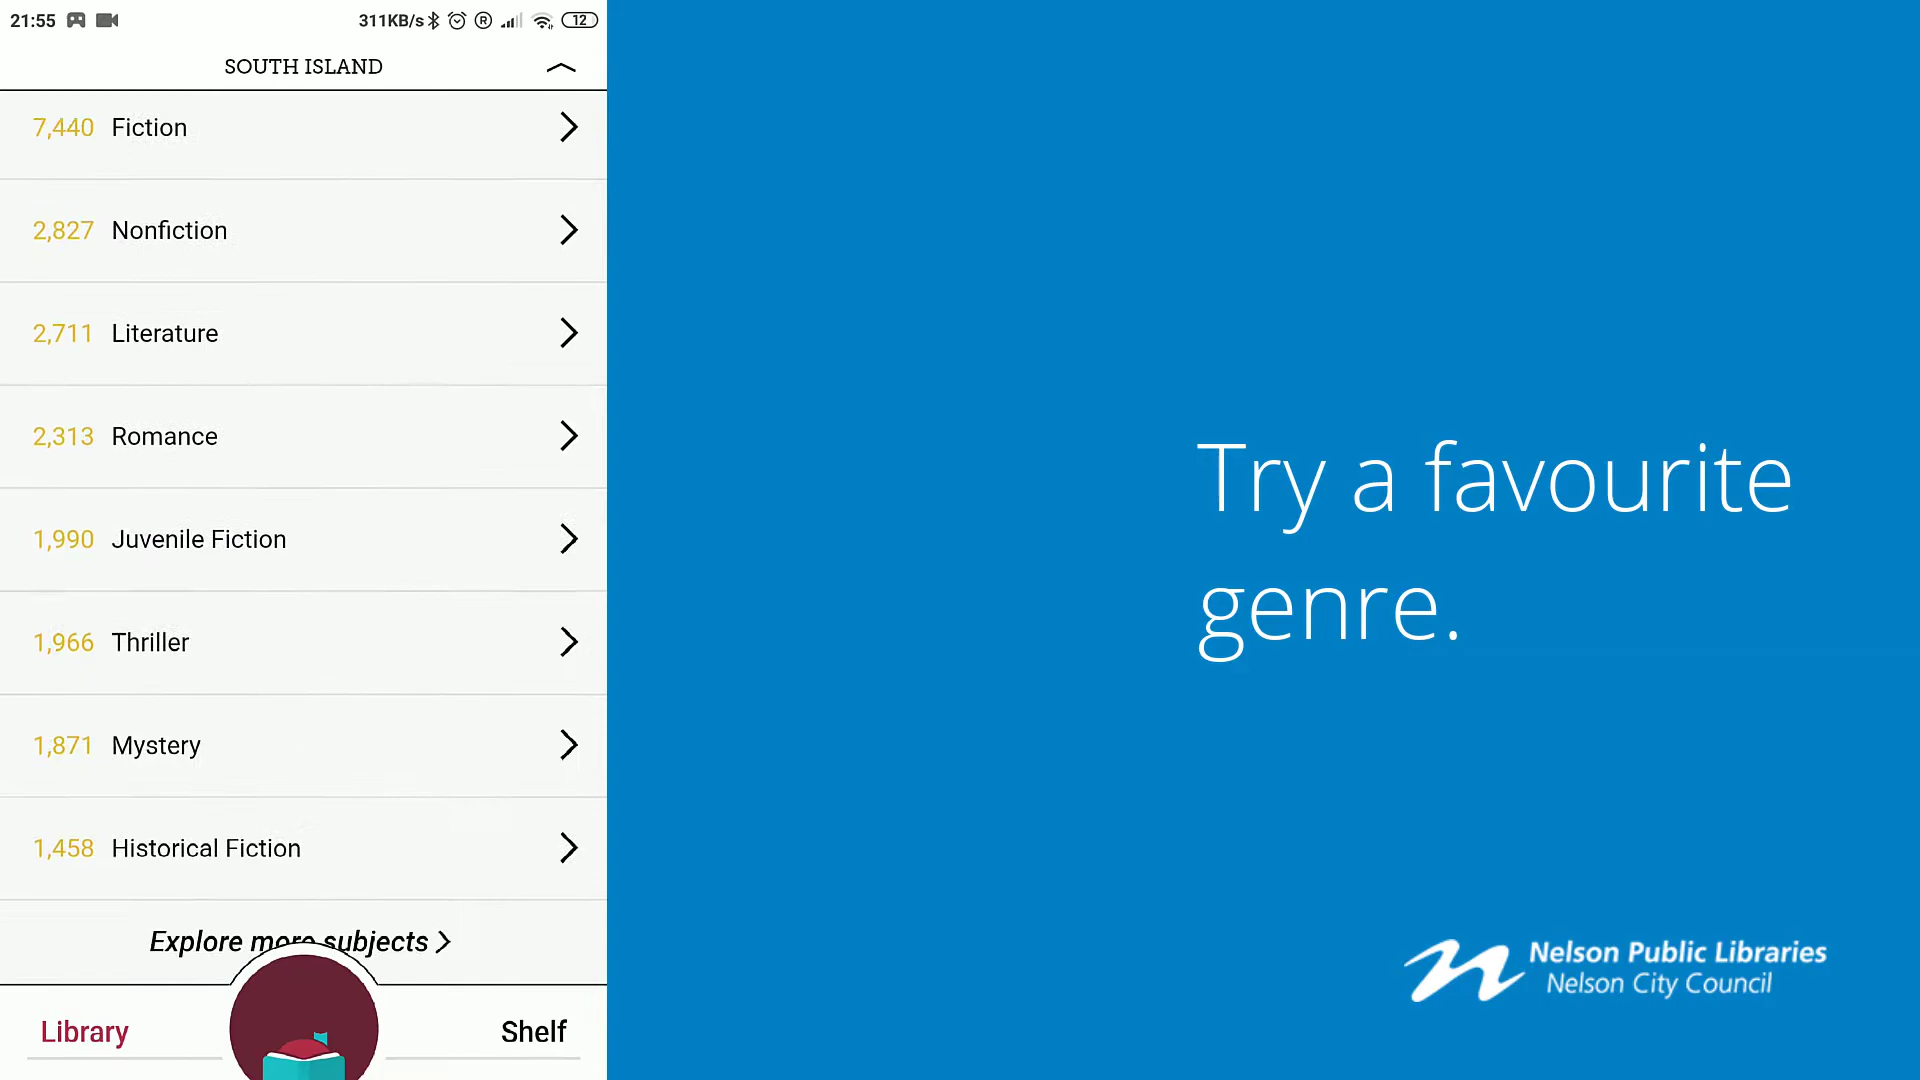 21:55
311KB/s
12
SOUTH ISLAND
7,440 Fiction
2,827 Nonfiction
2,711 Literature
2,313 Romance
1,990 Juvenile Fiction
1,966 Thriller
1,871 Mystery
1,458 Historical Fiction
Explore more subjects
Library
Shelf
Try a favourite
genre.
Nelson Public Libraries
Nelson City Council